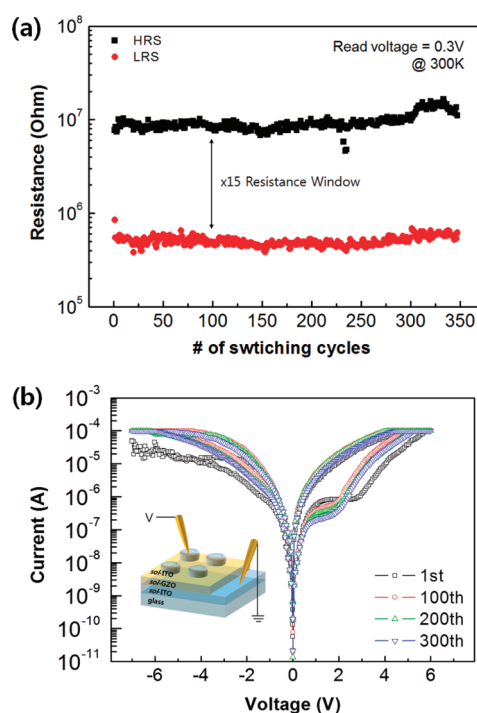 (a)
10^8
10^7
10^6
10^5
Resistance (Ohm)
HRS
LRS
Read voltage = 0.3V
@ 300K
x15 Resistance Window
0 50 100 150 200 250 300 350
# of swtiching cycles
(b)
10^-3
10^-4
10^-5
10^-6
10^-7
10^-8
10^-9
10^-10
10^-11
Current (A)
V
sol-ITO
sol-GZO
sol-ITO
glass
1st
100th
200th
300th
-6 -4 -2 0 2 4 6
Voltage (V)